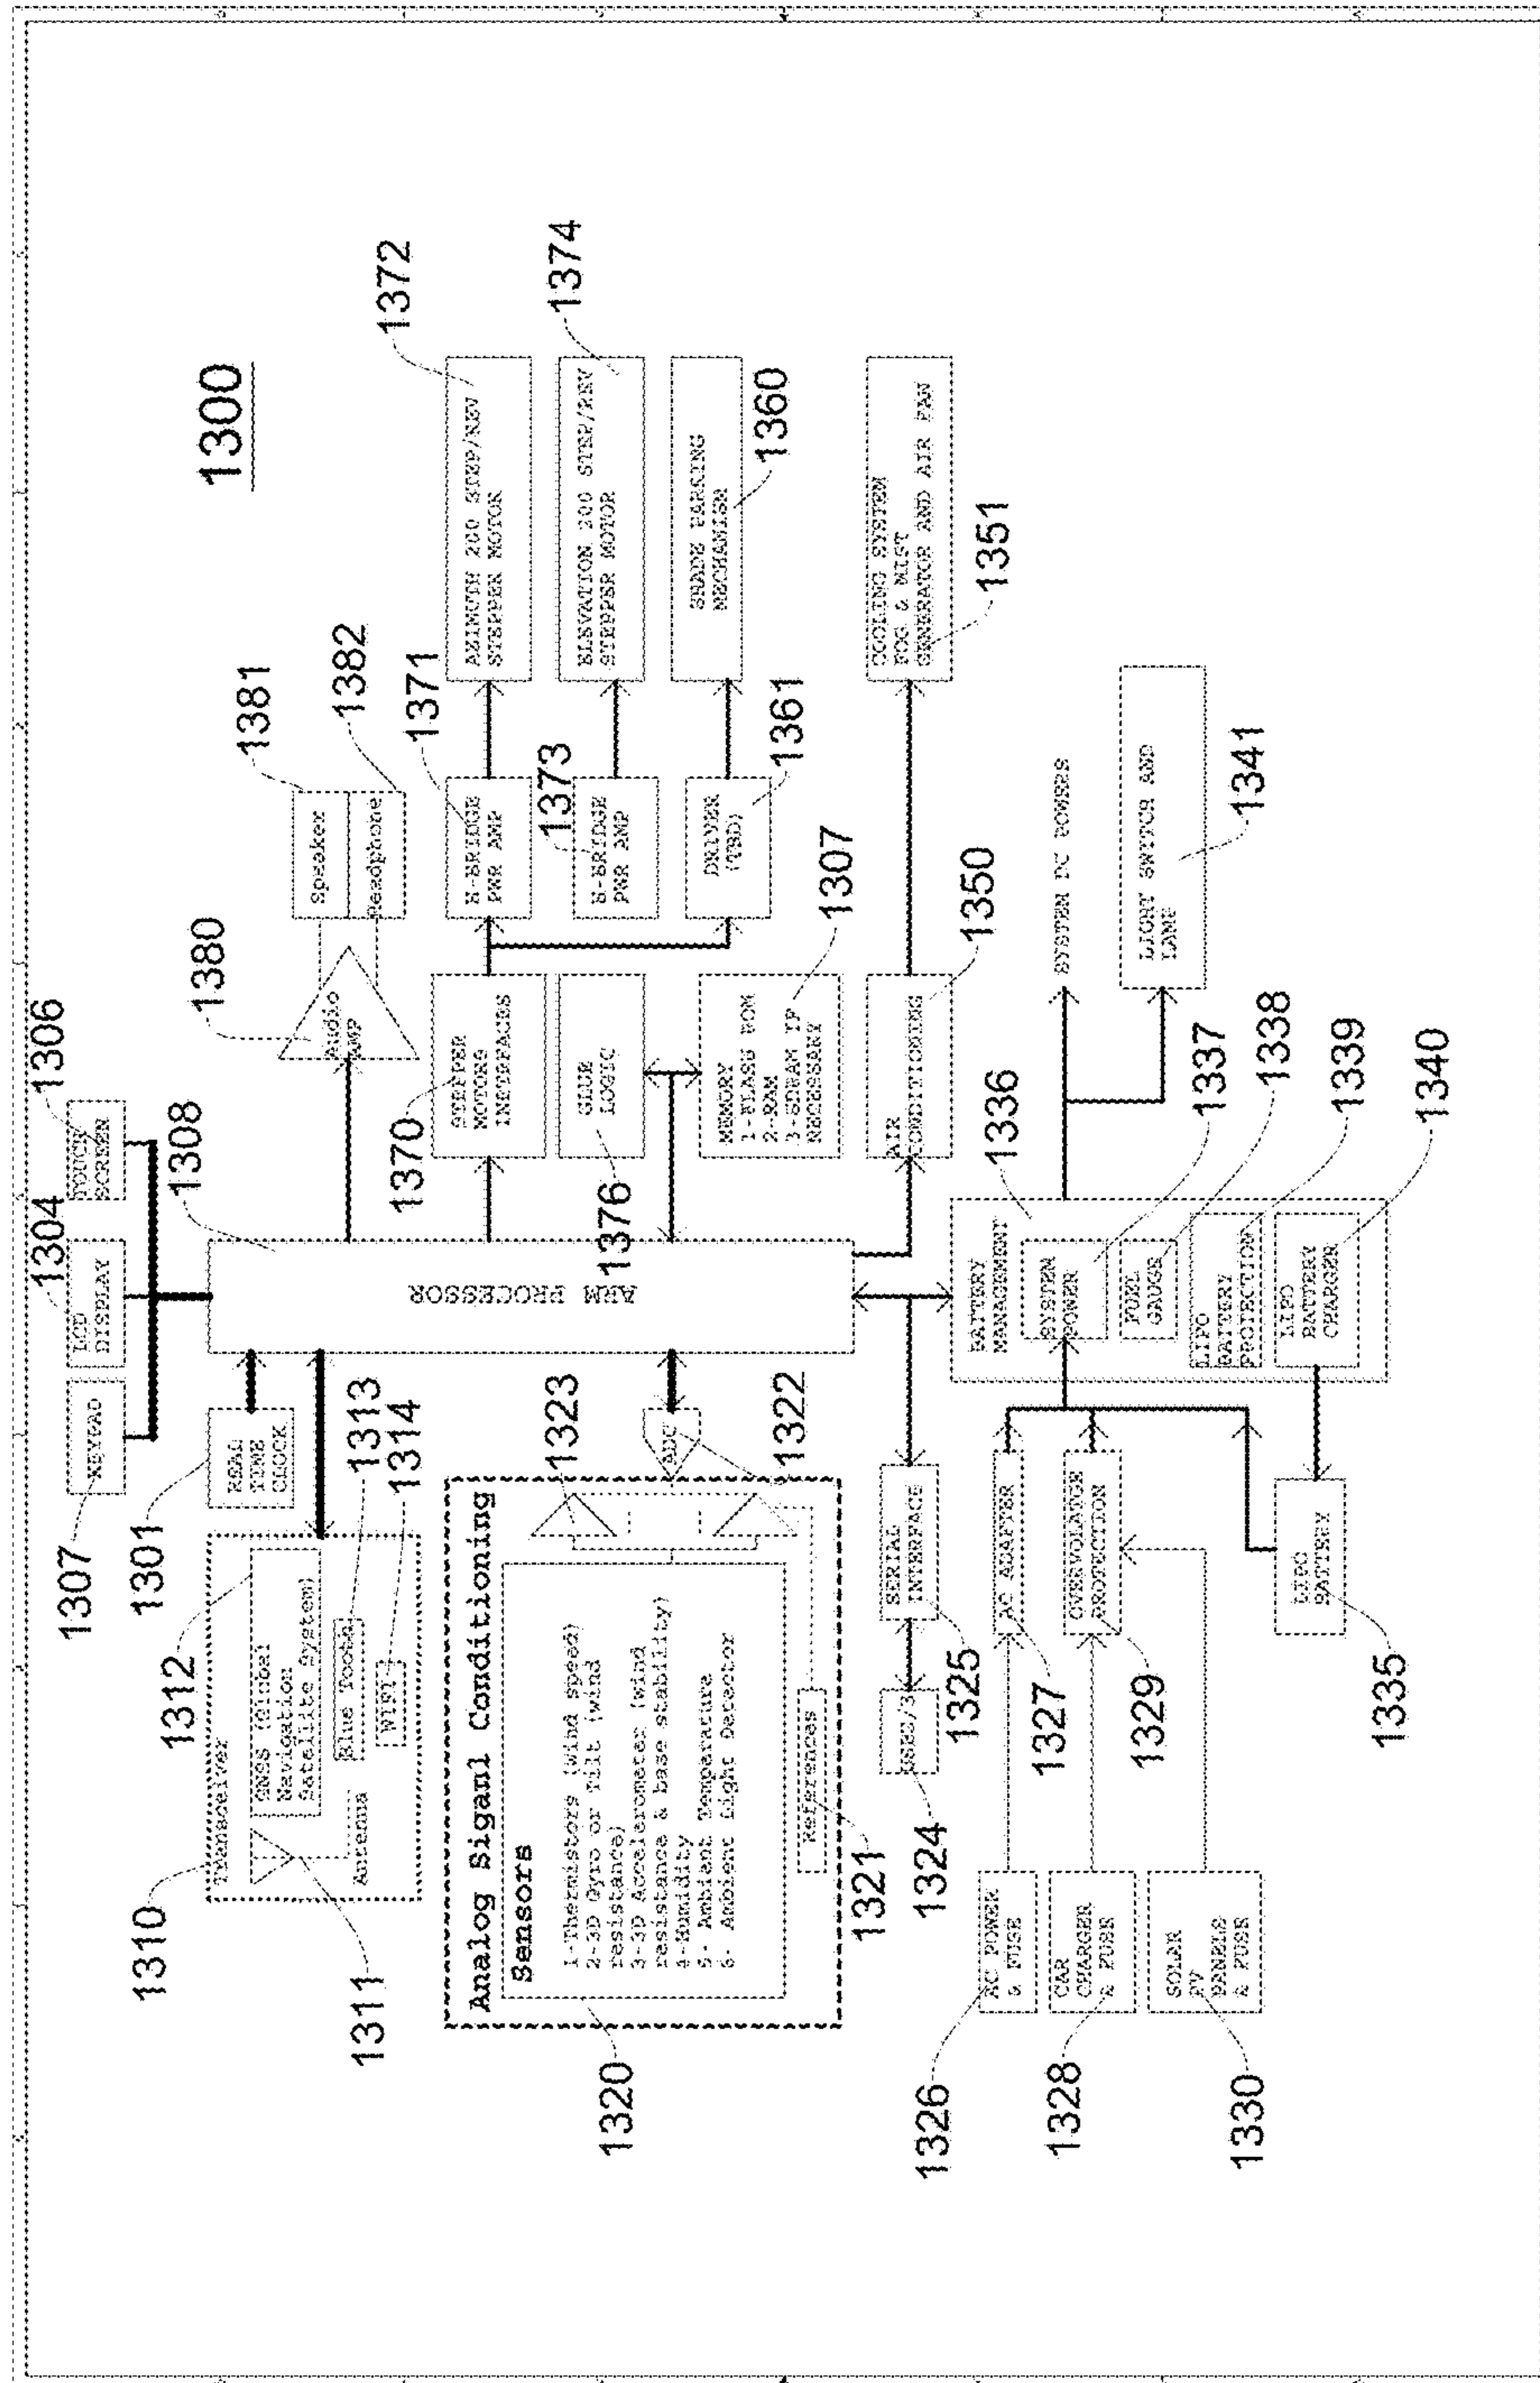 1300
1307
KEYPAD
1304
LCD
DISPLAY
1306
TOUCH
SCREEN
1308
ARM PROCESSOR
1301
REAL
TIME
CLOCK
1310
Transceiver
1312
GNSS (Global
Navigation
Satellite System)
1311
Antenna
Blue Tooth
1313
WIFI
1314
1380
Audio
AMP
1381
Speaker
1382
Headphone
1370
STEPPER
MOTORS
1371
H-BRIDGE
PWR AMP
1372
AZIMUTH 200 STEP/REV
STEPPER MOTOR
1373
H-BRIDGE
PWR AMP
1374
ELEVATION 200 STEP/REV
STEPPER MOTOR
1376
GLUE
LOGIC
1361
DRIVER
(TBD)
1360
SHADE PARKING
MECHANISM
1307
MEMORY
1-FLASH ROM
2-RAM
3-SDRAM IF
NECESSARY
1350
AIR
CONDITIONING
1351
COOLING SYSTEM
FOG & MIST
GENERATOR AND AIR FAN
Analog Siganl Conditioning
1320
Sensors
1-Thermistors (wind speed)
2-3D Gyro or Tilt (wind
resistance)
3-3D Accelerometer (wind
resistance & base stability)
4-Humidity
5- Ambient Temperature
6- Ambient Light Detector
1321
References
1323
1322
ADC
1324
1325
SERIAL
INTERFACE
1326
AC POWER
& FUSE
1327
AC ADAPTER
1328
CAR
CHARGER
& FUSE
1329
PROTECTION
1330
SOLAR
PV
PANELS
& FUSE
1335
LIPO
BATTERY
1336
BATTERY
MANAGEMENT
1337
SYSTEM
POWER
1338
FUEL
GAUGE
1339
LIPO
BATTERY
PROTECTION
1340
LIPO
BATTERY
CHARGER
SYSTEM DC POWERS
1341
LIGHT SWITCH AND
LAMP